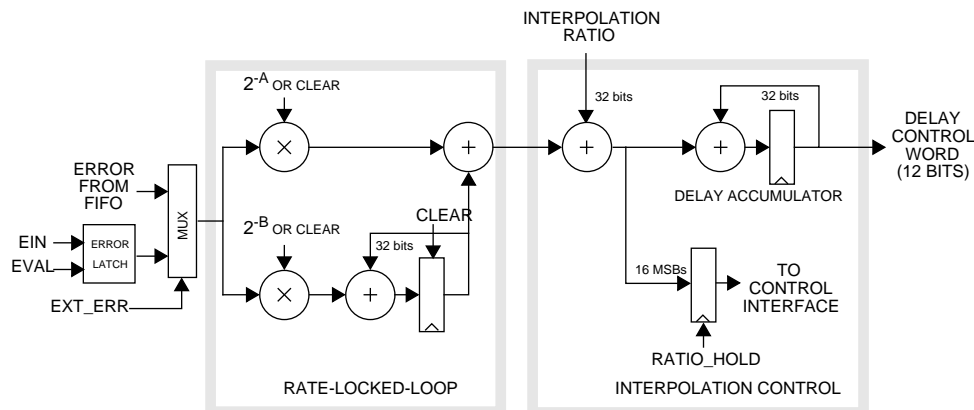 INTERPOLATION
RATIO
2-A OR CLEAR
32 bits
32 bits
×
+
+
+
DELAY
CONTROL
WORD
(12 BITS)
ERROR
FROM
FIFO
MUX
DELAY ACCUMULATOR
CLEAR
EIN
EVAL
ERROR
LATCH
2-B OR CLEAR
32 bits
16 MSBs
TO
CONTROL
INTERFACE
×
+
EXT_ERR
RATIO_HOLD
RATE-LOCKED-LOOP
INTERPOLATION CONTROL